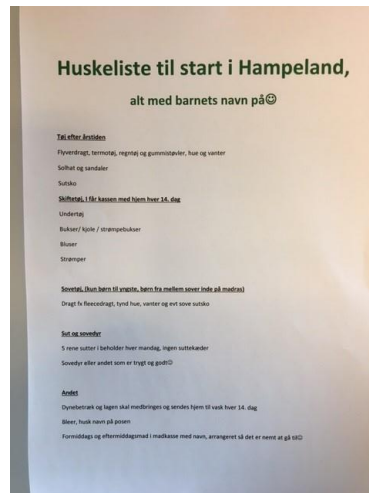 Huskeliste til start i Hampeland,
alt med barnets navn på☺
Tøj efter årstiden
Flyverdragt, termotøj, regntøj og gummistøvler, hue og vanter
Solhat og sandaler
Sutsko
Skiftetøj, I får kassen med hjem hver 14. dag
Undertøj
Bukser/ kjole / strømpebukser
Bluser
Strømper
Sovetøj, (kun børn til yngste, børn fra mellem sover inde på madras)
Dragt fx fleecedragt, tynd hue, vanter og evt sove sutsko
Sut og sovedyr
5 rene sutter i beholder hver mandag, ingen suttekæder
Sovedyr eller andet som er trygt og godt☺
Andet
Dynebetræk og lagen skal medbringes og sendes hjem til vask hver 14. dag
Bleer, husk navn på posen
Formiddags og eftermiddagsmad i madkasse med navn, arrangeret så det er nemt at gå til☺